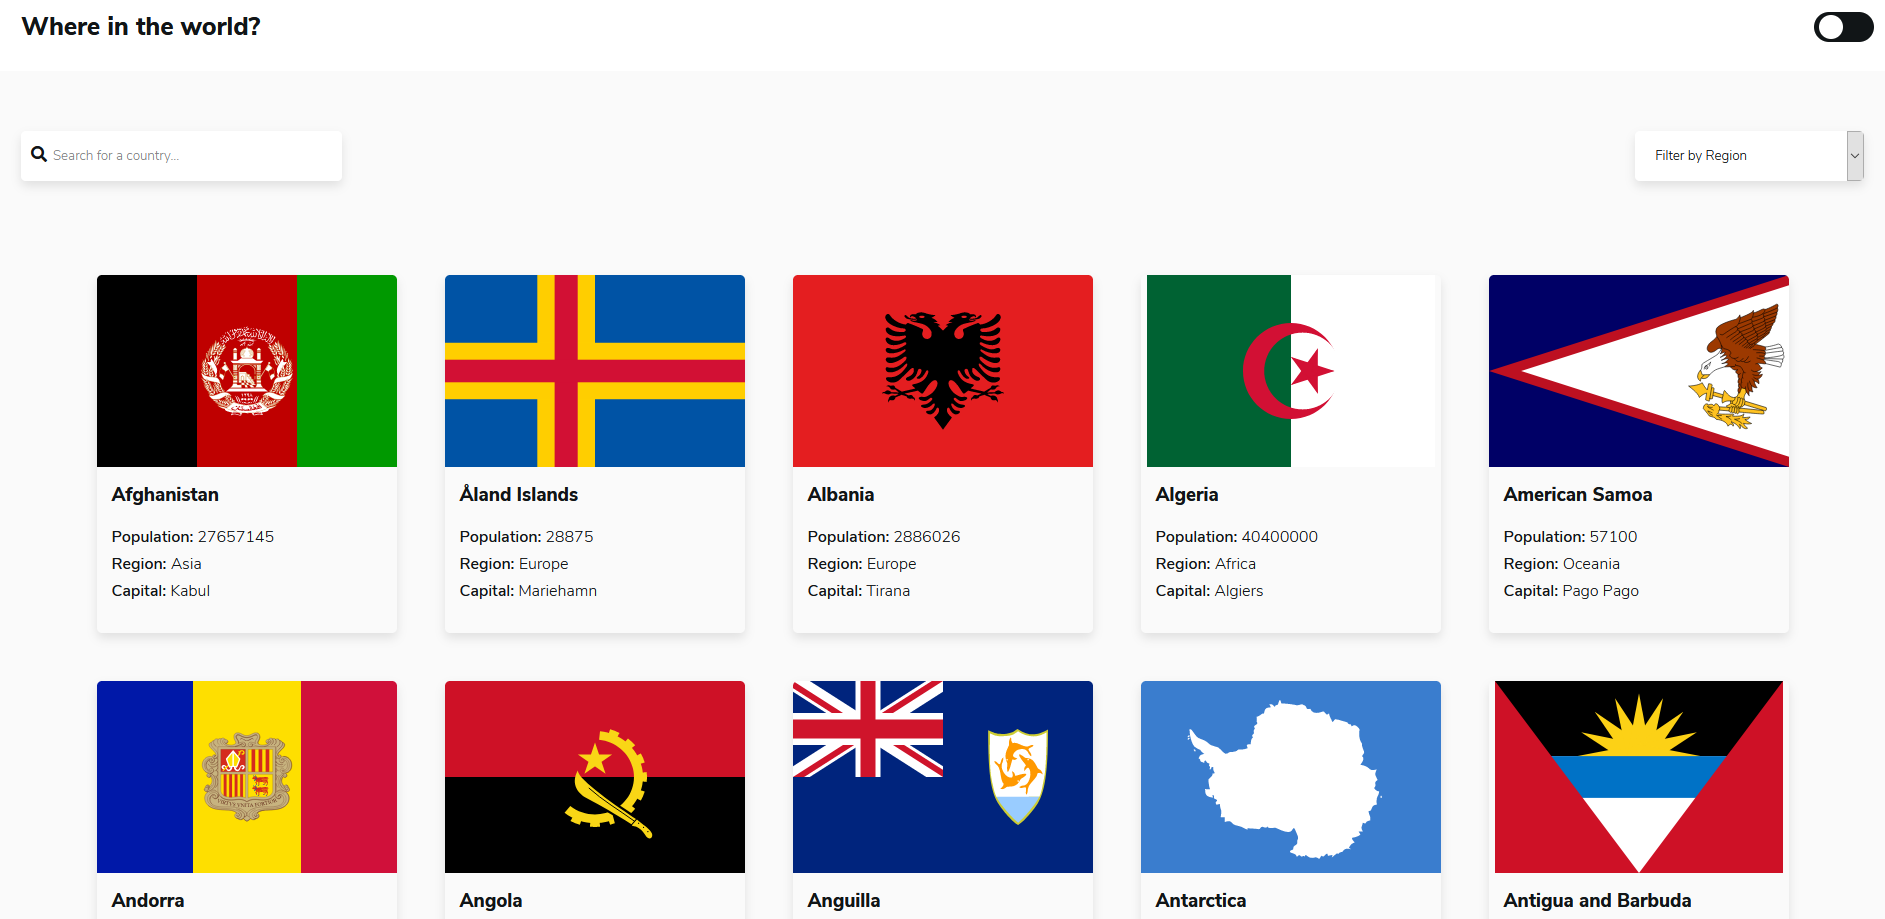 Where in the world?
Search for a country...
Filter by Region
Afghanistan
Population: 27657145
Region: Asia
Capital: Kabul
Åland Islands
Population: 28875
Region: Europe
Capital: Mariehamn
Albania
Population: 2886026
Region: Europe
Capital: Tirana
Algeria
Population: 40400000
Region: Africa
Capital: Algiers
American Samoa
Population: 57100
Region: Oceania
Capital: Pago Pago
Andorra
Angola
Anguilla
Antarctica
Antigua and Barbuda